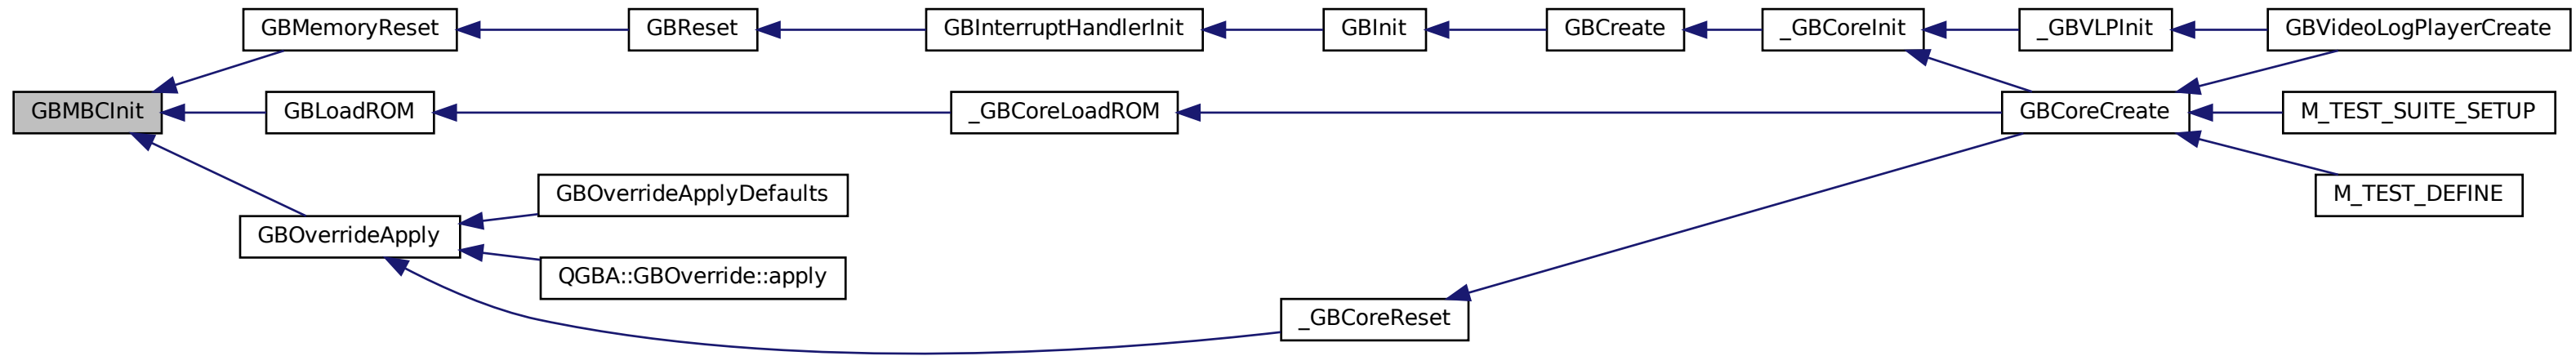 GBMemoryReset
GBReset
GBInterruptHandlerInit
GBInit
GBCreate
_GBCoreInit
_GBVLPInit
GBVideoLogPlayerCreate
GBMBCInit
GBLoadROM
_GBCoreLoadROM
GBCoreCreate
M_TEST_SUITE_SETUP
GBOverrideApplyDefaults
M_TEST_DEFINE
GBOverrideApply
QGBA::GBOverride::apply
_GBCoreReset